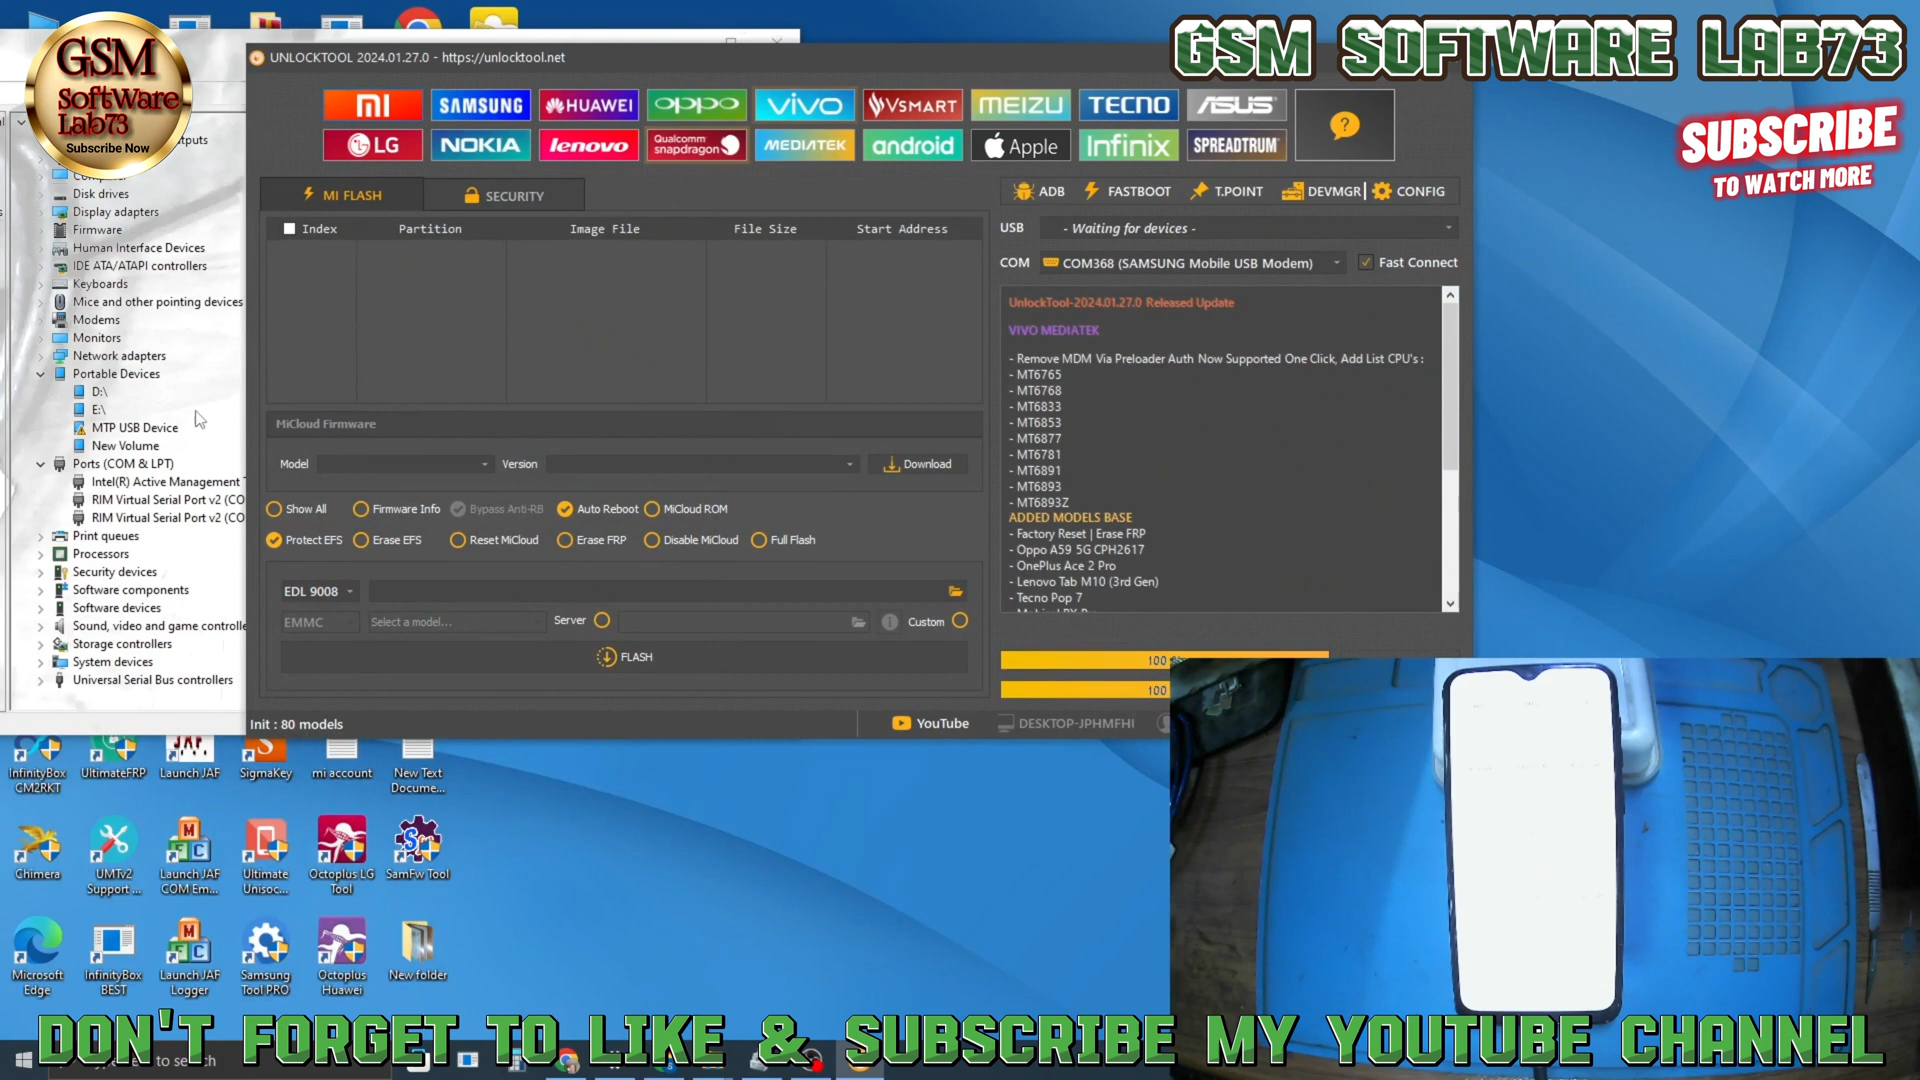 GSM SOFTWARE LAB73
GSM
SoftWare
Lab73
Subscribe Now
SUBSCRIBE
TO WATCH MORE
UNLOCKTOOL 2024.01.27.0 - https://unlocktool.net
MI SAMSUNG HUAWEI OPPO vivo VSMART MEIZU TECNO ASUS ?
LG NOKIA lenovo Qualcomm snapdragon MEDIATEK android Apple Infinix SPREADTRUM
MI FLASH SECURITY
ADB FASTBOOT T.POINT DEVMGR CONFIG
Index Partition Image File File Size Start Address
USB - Waiting for devices -
COM COM368 (SAMSUNG Mobile USB Modem) Fast Connect
Disk drives
Display adapters
Firmware
Human Interface Devices
IDE ATA/ATAPI controllers
Keyboards
Mice and other pointing devices
Modems
Monitors
Network adapters
Portable Devices
D:\
E:\
MTP USB Device
New Volume
Ports (COM & LPT)
Intel(R) Active Management
RIM Virtual Serial Port v2 (CO
RIM Virtual Serial Port v2 (CO
Print queues
Processors
Security devices
Software components
Software devices
Sound, video and game controlle
Storage controllers
System devices
Universal Serial Bus controllers
MiCloud Firmware
Model Version Download
Show All Firmware Info Bypass Anti-RB Auto Reboot MiCloud ROM
Protect EFS Erase EFS Reset MiCloud Erase FRP Disable MiCloud Full Flash
EDL 9008
EMMC Select a model... Server Custom
FLASH
UnlockTool-2024.01.27.0 Released Update
VIVO MEDIATEK
- Remove MDM Via Preloader Auth Now Supported One Click, Add List CPU's :
- MT6765
- MT6768
- MT6833
- MT6853
- MT6877
- MT6781
- MT6891
- MT6893
- MT6893Z
ADDED MODELS BASE
- Factory Reset | Erase FRP
- Oppo A59 5G CPH2617
- OnePlus Ace 2 Pro
- Lenovo Tab M10 (3rd Gen)
- Tecno Pop 7
100 %
100
Init : 80 models
YouTube DESKTOP-JPHMFHI
InfinityBox CM2RKT
UltimateFRP
Launch JAF
SigmaKey
mi account
New Text Docume...
Chimera
UMTv2 Support ...
Launch JAF COM Em...
Ultimate Unisoc...
Octoplus LG Tool
SamFw Tool
Microsoft Edge
InfinityBox BEST
Launch JAF Logger
Samsung Tool PRO
Octoplus Huawei
New folder
DON'T FORGET TO LIKE & SUBSCRIBE MY YOUTUBE CHANNEL
to search